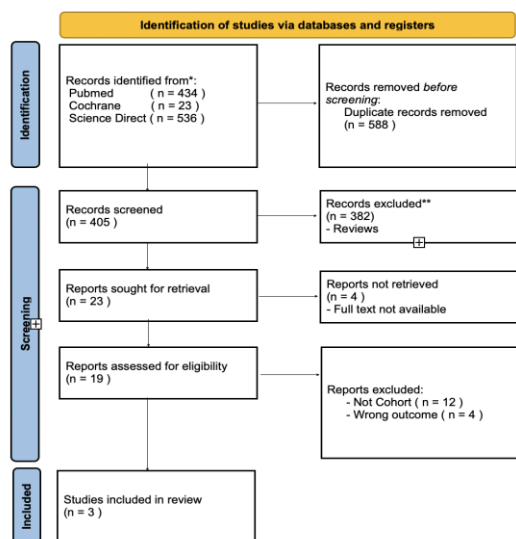 Identification of studies via databases and registers
Identification
Records identified from*:
Pubmed ( n = 434 )
Cochrane ( n = 23 )
Science Direct ( n = 536 )
Records removed before
screening:
Duplicate records removed
(n = 588 )
Screening
Records screened
(n = 405 )
Records excluded**
(n = 382)
- Reviews
Reports sought for retrieval
(n = 23 )
Reports not retrieved
(n = 4 )
- Full text not available
Reports assessed for eligibility
(n = 19 )
Reports excluded:
- Not Cohort ( n = 12 )
- Wrong outcome ( n = 4 )
Included
Studies included in review
(n = 3 )